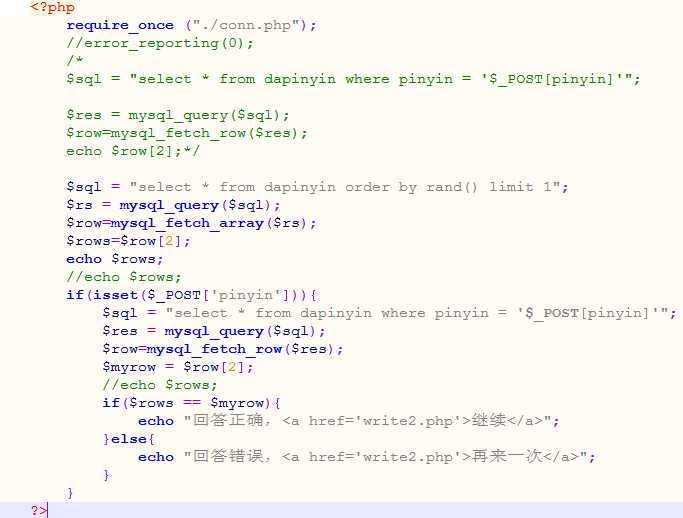 <?php
require_once ("./conn.php");
//error_reporting(0);
/*
$sql = "select * from dapinyin where pinyin = '$_POST[pinyin]'";
$res = mysql_query($sql);
$row=mysql_fetch_row($res);
echo $row[2];*/
$sql = "select * from dapinyin order by rand() limit 1";
$rs = mysql_query($sql);
$row=mysql_fetch_array($rs);
$rows=$row[2];
echo $rows;
//echo $rows;
if(isset($_POST['pinyin'])){
$sql = "select * from dapinyin where pinyin = '$_POST[pinyin]'";
$res = mysql_query($sql);
$row=mysql_fetch_row($res);
$myrow = $row[2];
//echo $rows;
if($rows == $myrow){
echo "回答正确，<a href='write2.php'>继续</a>";
}else{
echo "回答错误，<a href='write2.php'>再来一次</a>";
}
}
?>